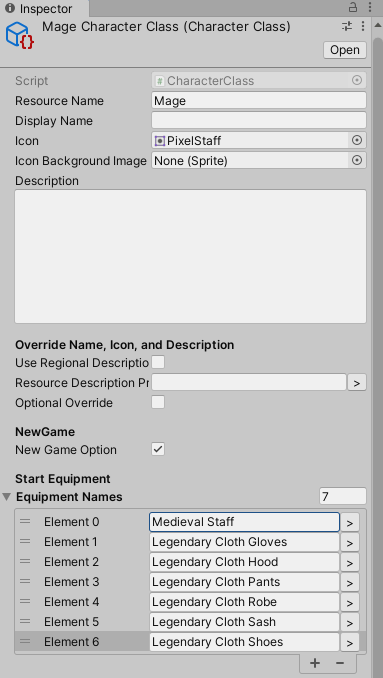 Inspector
Mage Character Class (Character Class)
Open
Script CharacterClass
Resource Name Mage
Display Name
Icon PixelStaff
Icon Background Image None (Sprite)
Description
Override Name, Icon, and Description
Use Regional Descriptio
Resource Description Pr >
Optional Override
NewGame
New Game Option
Start Equipment
Equipment Names 7
Element 0 Medieval Staff >
Element 1 Legendary Cloth Gloves >
Element 2 Legendary Cloth Hood >
Element 3 Legendary Cloth Pants >
Element 4 Legendary Cloth Robe >
Element 5 Legendary Cloth Sash >
Element 6 Legendary Cloth Shoes >
+ −